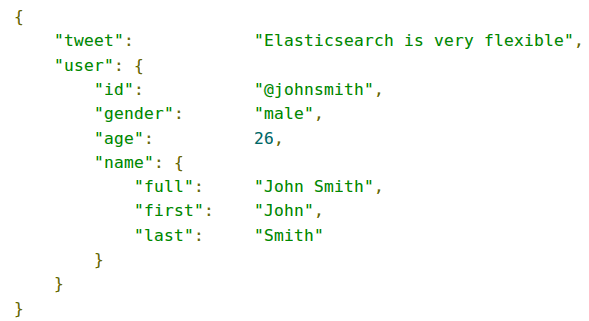 {
    "tweet":            "Elasticsearch is very flexible",
    "user": {
        "id":           "@johnsmith",
        "gender":       "male",
        "age":          26,
        "name": {
            "full":     "John Smith",
            "first":    "John",
            "last":     "Smith"
        }
    }
}